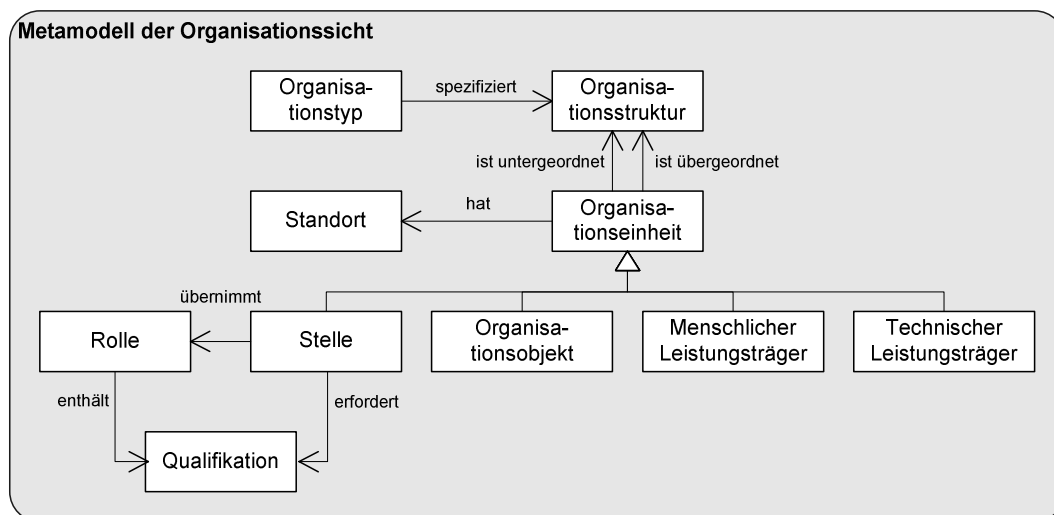 Metamodell der Organisationssicht
Organisa-
tionstyp
spezifiziert
Organisa-
tionsstruktur
ist untergeordnet
ist übergeordnet
Standort
hat
Organisa-
tionseinheit
übernimmt
Rolle
Stelle
Organisa-
tionsobjekt
Menschlicher
Leistungsträger
Technischer
Leistungsträger
enthält
erfordert
Qualifikation